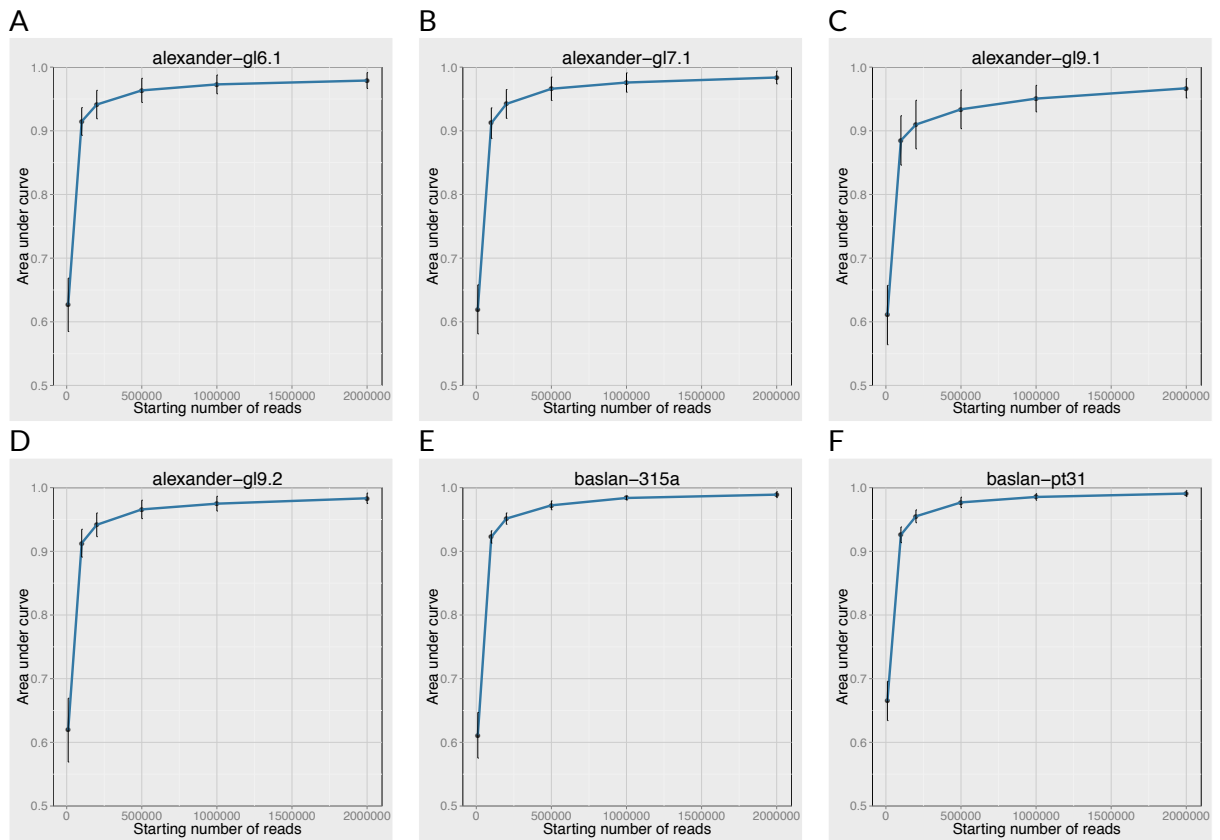 A
alexander−gl6.1
Area under curve
1.0
0.9
0.8
0.7
0.6
0.5
0 500000 1000000 1500000 2000000
Starting number of reads
B
alexander−gl7.1
Area under curve
1.0
0.9
0.8
0.7
0.6
0.5
0 500000 1000000 1500000 2000000
Starting number of reads
C
alexander−gl9.1
Area under curve
1.0
0.9
0.8
0.7
0.6
0.5
0 500000 1000000 1500000 2000000
Starting number of reads
D
alexander−gl9.2
Area under curve
1.0
0.9
0.8
0.7
0.6
0.5
0 500000 1000000 1500000 2000000
Starting number of reads
E
baslan−315a
Area under curve
1.0
0.9
0.8
0.7
0.6
0.5
0 500000 1000000 1500000 2000000
Starting number of reads
F
baslan−pt31
Area under curve
1.0
0.9
0.8
0.7
0.6
0.5
0 500000 1000000 1500000 2000000
Starting number of reads